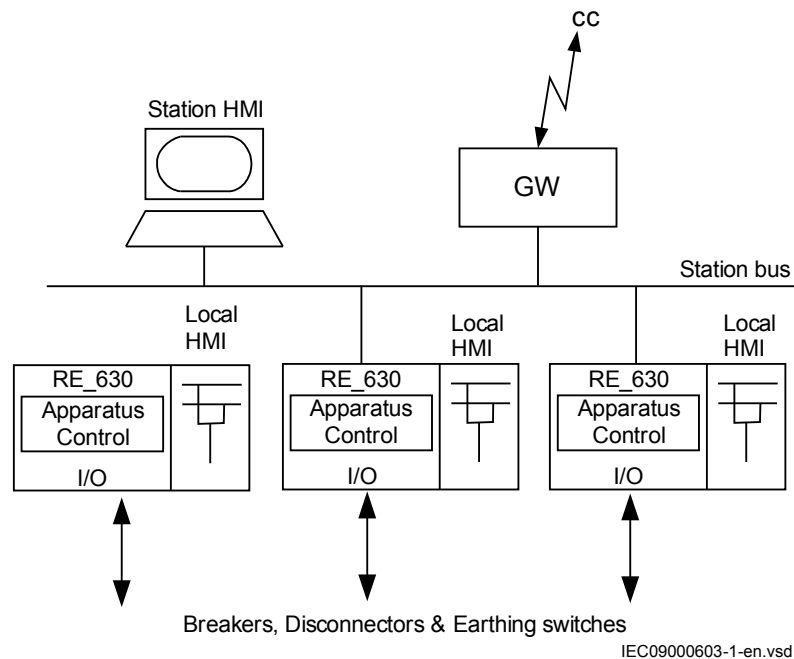 cc
Station HMI
GW
Station bus
Local
HMI
Local
HMI
Local
HMI
RE_630
Apparatus
Control
I/O
RE_630
Apparatus
Control
I/O
RE_630
Apparatus
Control
I/O
Breakers, Disconnectors & Earthing switches
IEC09000603-1-en.vsd